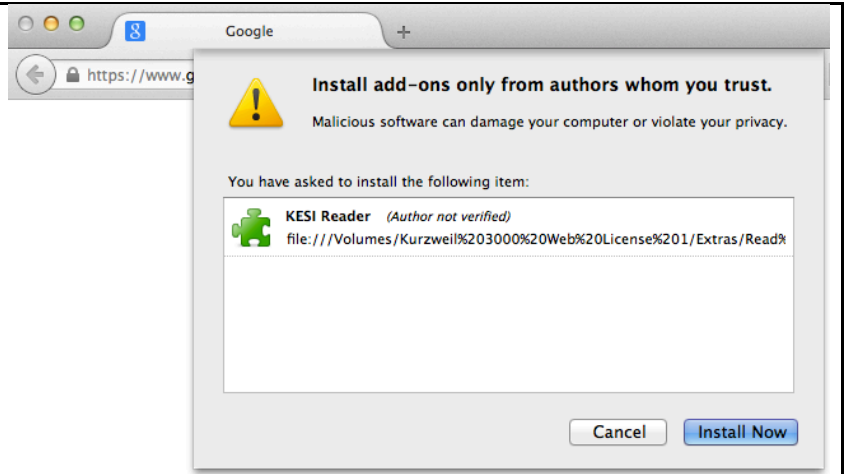 8 Google +
https://www.g
Install add-ons only from authors whom you trust.
Malicious software can damage your computer or violate your privacy.
You have asked to install the following item:
KESI Reader (Author not verified)
file:///Volumes/Kurzweil%203000%20Web%20License%201/Extras/Read%
Cancel Install Now